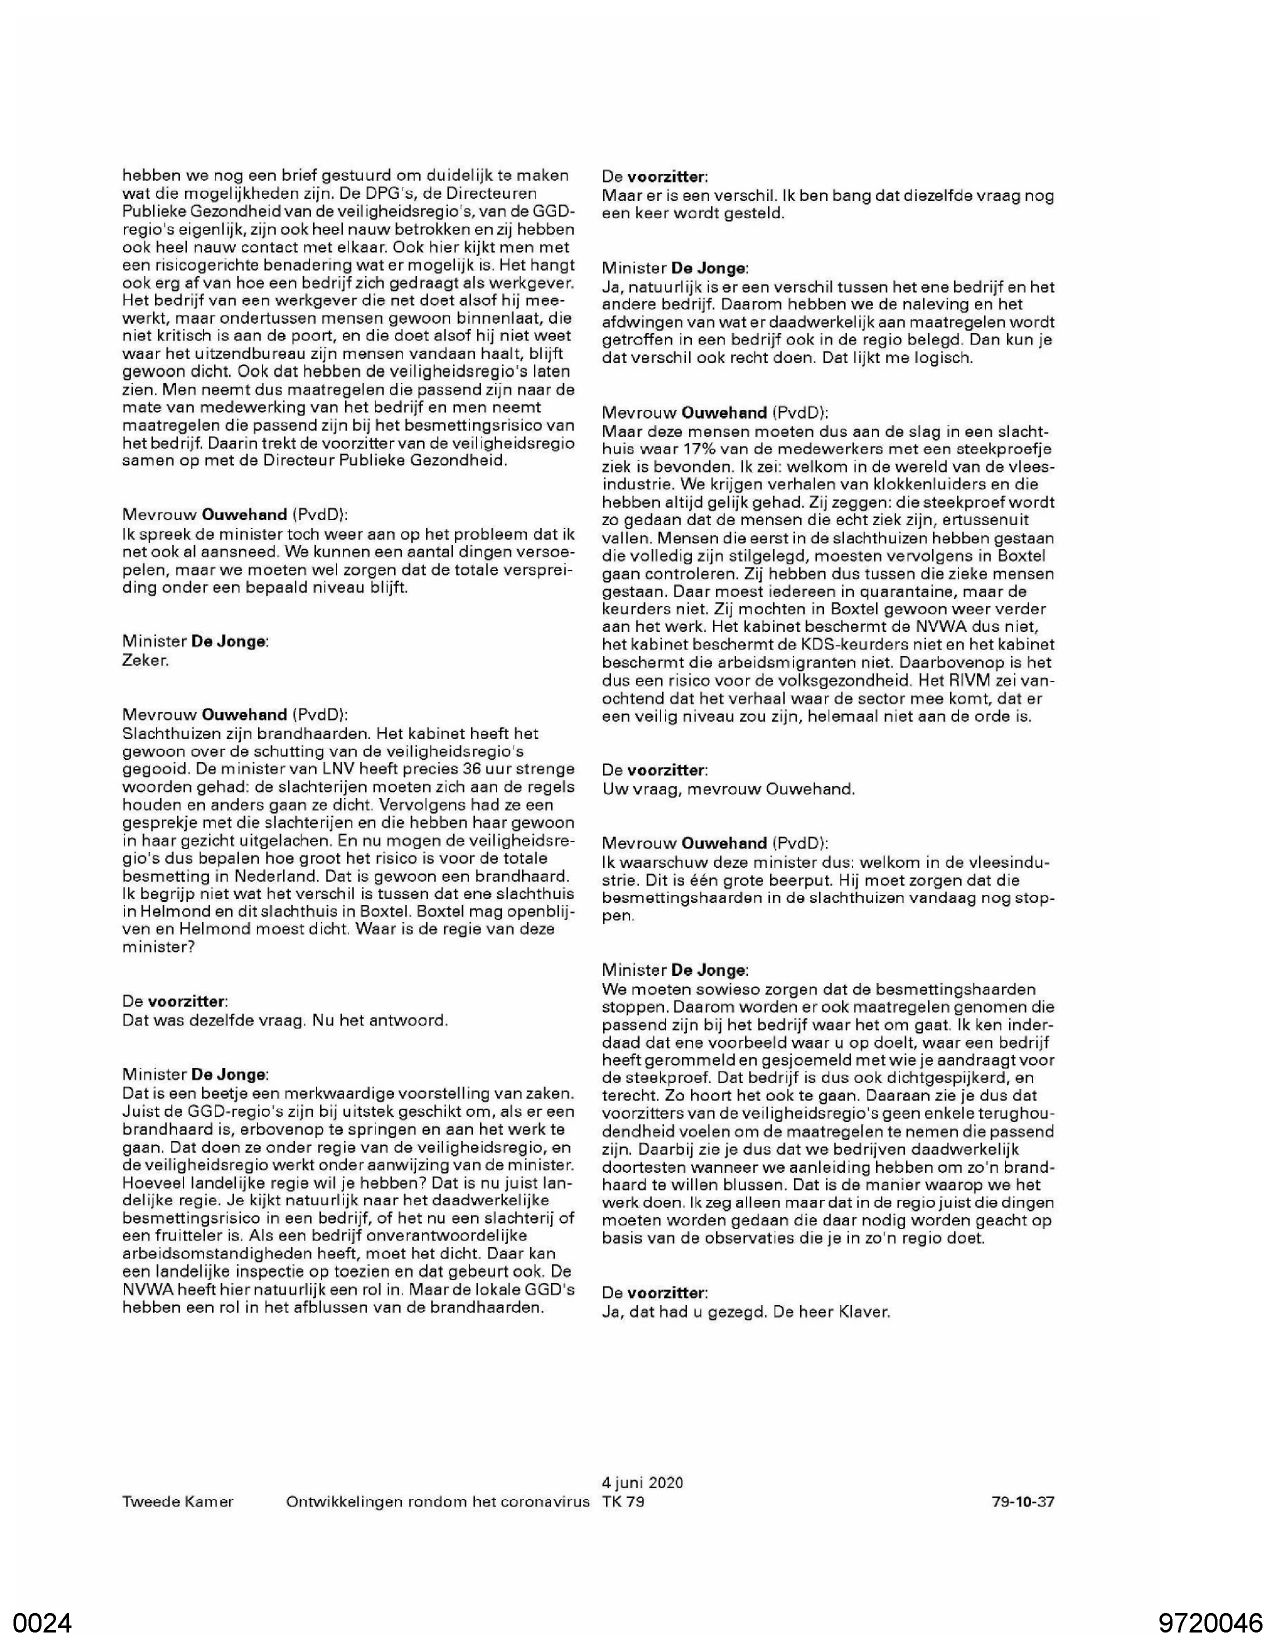 hebben we nog een brief gestuurd om duidelijk te maken
wat die mogelijkheden zijn. De DPG's, de Directeuren
Publieke Gezondheid van de veiligheidsregio's, van de GGD-
regio's eigenlijk, zijn ook heel nauw betrokken en zij hebben
ook heel nauw contact met elkaar. Ook hier kijkt men met
een risicogerichte benadering wat er mogelijk is. Het hangt
ook erg af van hoe een bedrijf zich gedraagt als werkgever.
Het bedrijf van een werkgever die net doet alsof hij mee-
werkt, maar ondertussen mensen gewoon binnenlaat, die
niet kritisch is aan de poort, en die doet alsof hij niet weet
waar het uitzendbureau zijn mensen vandaan haalt, blijft
gewoon dicht. Ook dat hebben de veiligheidsregio's laten
zien. Men neemt dus maatregelen die passend zijn naar de
mate van medewerking van het bedrijf en men neemt
maatregelen die passend zijn bij het besmettingsrisico van
het bedrijf. Daarin trekt de voorzitter van de veiligheidsregio
samen op met de Directeur Publieke Gezondheid.
Mevrouw Ouwehand (PvdD):
Ik spreek de minister toch weer aan op het probleem dat ik
net ook al aansneed. We kunnen een aantal dingen versoe-
pelen, maar we moeten wel zorgen dat de totale versprei-
ding onder een bepaald niveau blijft.
Minister De Jonge:
Zeker.
Mevrouw Ouwehand (PvdD):
Slachthuizen zijn brandhaarden. Het kabinet heeft het
gewoon over de schutting van de veiligheidsregio's
gegooid. De minister van LNV heeft precies 36 uur strenge
woorden gehad: de slachterijen moeten zich aan de regels
houden en anders gaan ze dicht. Vervolgens had ze een
gesprekje met die slachterijen en die hebben haar gewoon
in haar gezicht uitgelachen. En nu mogen de veiligheidsre-
gio's dus bepalen hoe groot het risico is voor de totale
besmetting in Nederland. Dat is gewoon een brandhaard.
Ik begrijp niet wat het verschil is tussen dat ene slachthuis
in Helmond en dit slachthuis in Boxtel. Boxtel mag openblij-
ven en Helmond moest dicht. Waar is de regie van deze
minister?
De voorzitter:
Dat was dezelfde vraag. Nu het antwoord.
Minister De Jonge:
Dat is een beetje een merkwaardige voorstelling van zaken.
Juist de GGD-regio's zijn bij uitstek geschikt om, als er een
brandhaard is, erbovenop te springen en aan het werk te
gaan. Dat doen ze onder regie van de veiligheidsregio, en
de veiligheidsregio werkt onder aanwijzing van de minister.
Hoeveel landelijke regie wil je hebben? Dat is nu juist lan-
delijke regie. Je kijkt natuurlijk naar het daadwerkelijke
besmettingsrisico in een bedrijf, of het nu een slachterij of
een fruitteler is. Als een bedrijf onverantwoordelijke
arbeidsomstandigheden heeft, moet het dicht. Daar kan
een landelijke inspectie op toezien en dat gebeurt ook. De
NVWA heeft hier natuurlijk een rol in. Maar de lokale GGD's
hebben een rol in het afblussen van de brandhaarden.
De voorzitter:
Maar er is een verschil. Ik ben bang dat diezelfde vraag nog
een keer wordt gesteld.
Minister De Jonge:
Ja, natuurlijk is er een verschil tussen het ene bedrijf en het
andere bedrijf. Daarom hebben we de naleving en het
afdwingen van wat er daadwerkelijk aan maatregelen wordt
getroffen in een bedrijf ook in de regio belegd. Dan kun je
dat verschil ook recht doen. Dat lijkt me logisch.
Mevrouw Ouwehand (PvdD):
Maar deze mensen moeten dus aan de slag in een slacht-
huis waar 17% van de medewerkers met een steekproefje
ziek is bevonden. Ik zei: welkom in de wereld van de vlees-
industrie. We krijgen verhalen van klokkenluiders en die
hebben altijd gelijk gehad. Zij zeggen: die steekproef wordt
zo gedaan dat de mensen die echt ziek zijn, ertussenuit
vallen. Mensen die eerst in de slachthuizen hebben gestaan
die volledig zijn stilgelegd, moesten vervolgens in Boxtel
gaan controleren. Zij hebben dus tussen die zieke mensen
gestaan. Daar moest iedereen in quarantaine, maar de
keurders niet. Zij mochten in Boxtel gewoon weer verder
aan het werk. Het kabinet beschermt de NVWA dus niet,
het kabinet beschermt de KDS-keurders niet en het kabinet
beschermt die arbeidsmigranten niet. Daarbovenop is het
dus een risico voor de volksgezondheid. Het RIVM zei van-
ochtend dat het verhaal waar de sector mee komt, dat er
een veilig niveau zou zijn, helemaal niet aan de orde is.
De voorzitter:
Uw vraag, mevrouw Ouwehand.
Mevrouw Ouwehand (PvdD):
Ik waarschuw deze minister dus: welkom in de vleesindu-
strie. Dit is één grote beerput. Hij moet zorgen dat die
besmettingshaarden in de slachthuizen vandaag nog stop-
pen.
Minister De Jonge:
We moeten sowieso zorgen dat de besmettingshaarden
stoppen. Daarom worden er ook maatregelen genomen die
passend zijn bij het bedrijf waar het om gaat. Ik ken inder-
daad dat ene voorbeeld waar u op doelt, waar een bedrijf
heeft gerommeld en gesjoemeld met wie je aandraagt voor
de steekproef. Dat bedrijf is dus ook dichtgespijkerd, en
terecht. Zo hoort het ook te gaan. Daaraan zie je dus dat
voorzitters van de veiligheidsregio's geen enkele terughou-
dendheid voelen om de maatregelen te nemen die passend
zijn. Daarbij zie je dus dat we bedrijven daadwerkelijk
doortesten wanneer we aanleiding hebben om zo'n brand-
haard te willen blussen. Dat is de manier waarop we het
werk doen. Ik zeg alleen maar dat in de regio juist die dingen
moeten worden gedaan die daar nodig worden geacht op
basis van de observaties die je in zo'n regio doet.
De voorzitter:
Ja, dat had u gezegd. De heer Klaver.
Tweede Kamer
Ontwikkelingen rondom het coronavirus
4 juni 2020
TK 79
79-10-37
0024
9720046